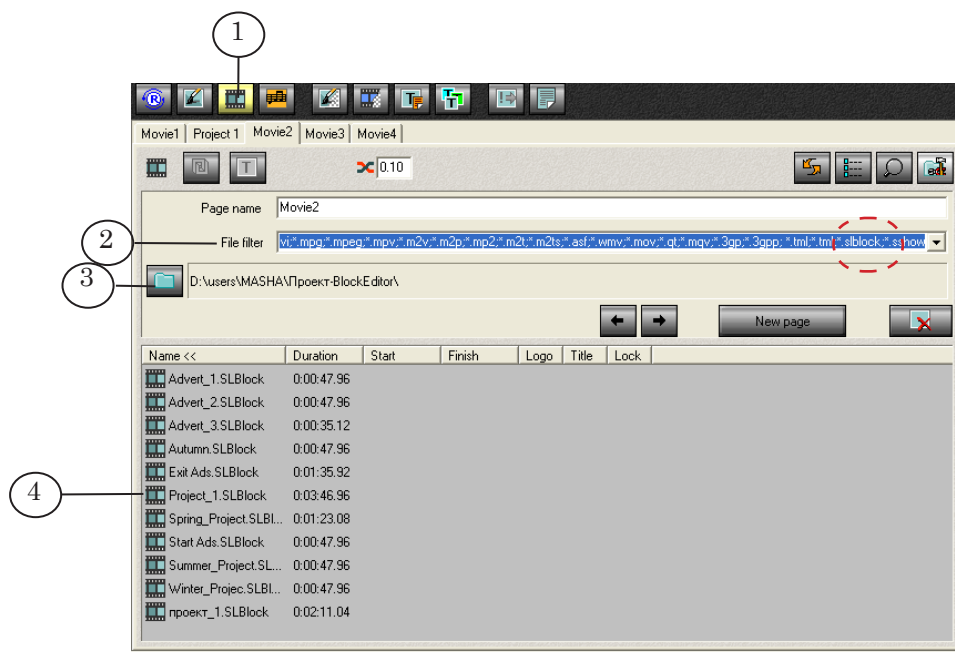 1
Movie1 Project 1 Movie2 Movie3 Movie4
0.10
Page name Movie2
2 File filter vi;*.mpg;*.mpeg;*.mpv;*.m2v;*.m2p;*.mp2;*.m2t;*.m2ts;*.asf;*.wmv;*.mov;*.qt;*.mqv;*.3gp;*.3gpp; *.tml;*.tml;*.slblock;*.sshow
3 D:\users\MASHA\Проект-BlockEditor\
New page
Name << Duration Start Finish Logo Title Lock
Advert_1.SLBlock 0:00:47.96
Advert_2.SLBlock 0:00:47.96
Advert_3.SLBlock 0:00:35.12
Autumn.SLBlock 0:00:47.96
Exit Ads.SLBlock 0:01:35.92
4 Project_1.SLBlock 0:03:46.96
Spring_Project.SLBl... 0:01:23.08
Start Ads.SLBlock 0:00:47.96
Summer_Project.SL... 0:00:47.96
Winter_Projec.SLBl... 0:00:47.96
проект_1.SLBlock 0:02:11.04